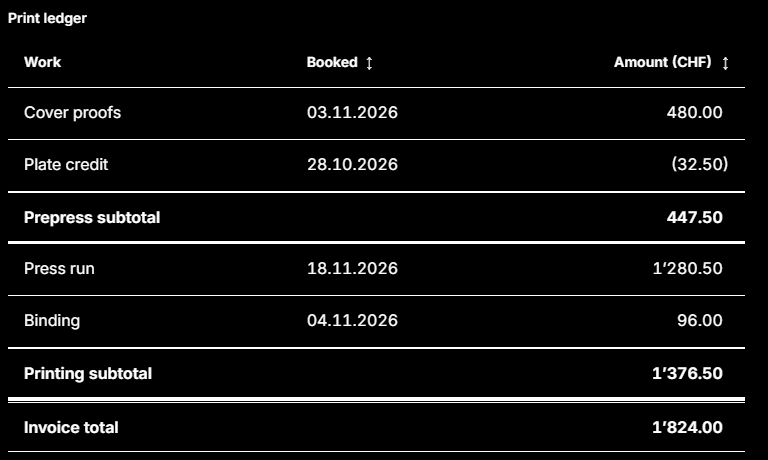 Print ledger
Work Booked ↕ Amount (CHF) ↕
Cover proofs 03.11.2026 480.00
Plate credit 28.10.2026 (32.50)
Prepress subtotal 447.50
Press run 18.11.2026 1’280.50
Binding 04.11.2026 96.00
Printing subtotal 1’376.50
Invoice total 1’824.00